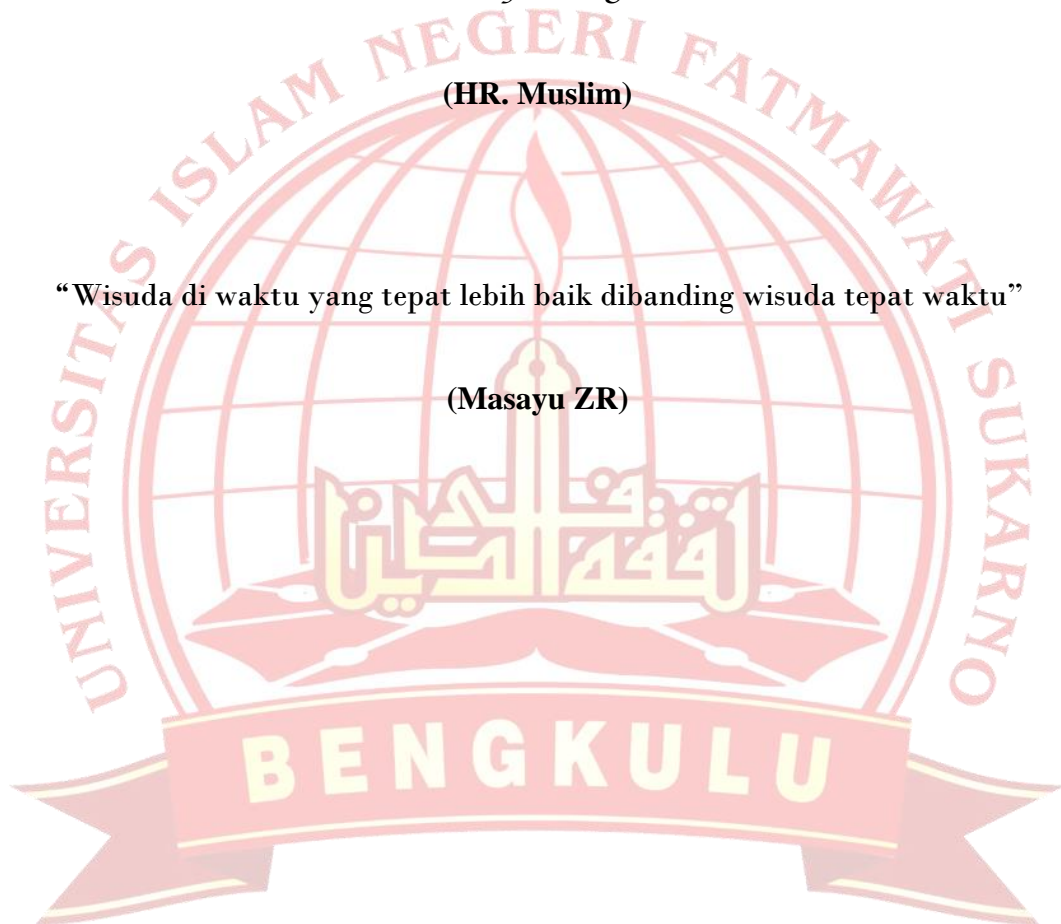 (HR. Muslim)
“Wisuda di waktu yang tepat lebih baik dibanding wisuda tepat waktu”
(Masayu ZR)
UNIVERSITAS ISLAM NEGERI FATMAWATI SUKARNO
BENGKULU